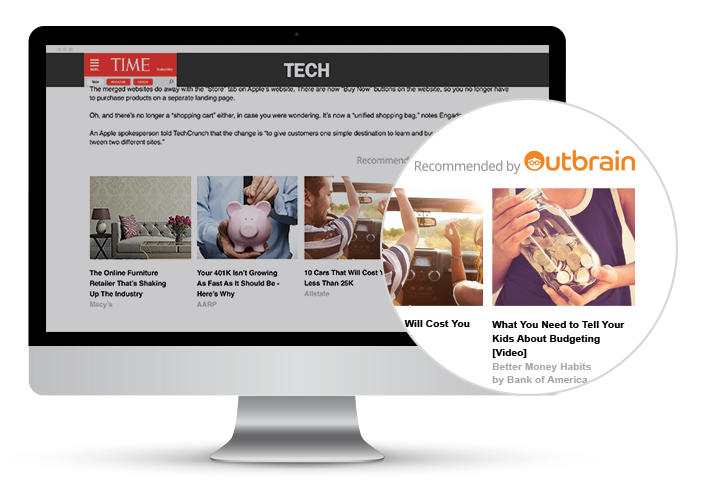 TIME
MENU
Subscribe
TECH
TECH
The merged websites do away with the "Store" tab on Apple's website. There are now "Buy Now" buttons on the website, so you no longer have
to purchase products on a separate landing page.
Oh, and there's no longer a "shopping cart" either, in case you were wondering. It's now a "unified shopping bag," notes Engad
An Apple spokesperson told TechCrunch that the change is "to give customers one simple destination to learn and bu
tween two different sites."
Recommend
Recommended by Outbrain
The Online Furniture
Retailer That's Shaking
Up The Industry
Macy's
Your 401K Isn't Growing
As Fast As It Should Be -
Here's Why
AARP
10 Cars That Will Cost Y
Less Than 25K
Allstate
Will Cost You
What You Need to Tell Your
Kids About Budgeting
[Video]
Better Money Habits
by Bank of America